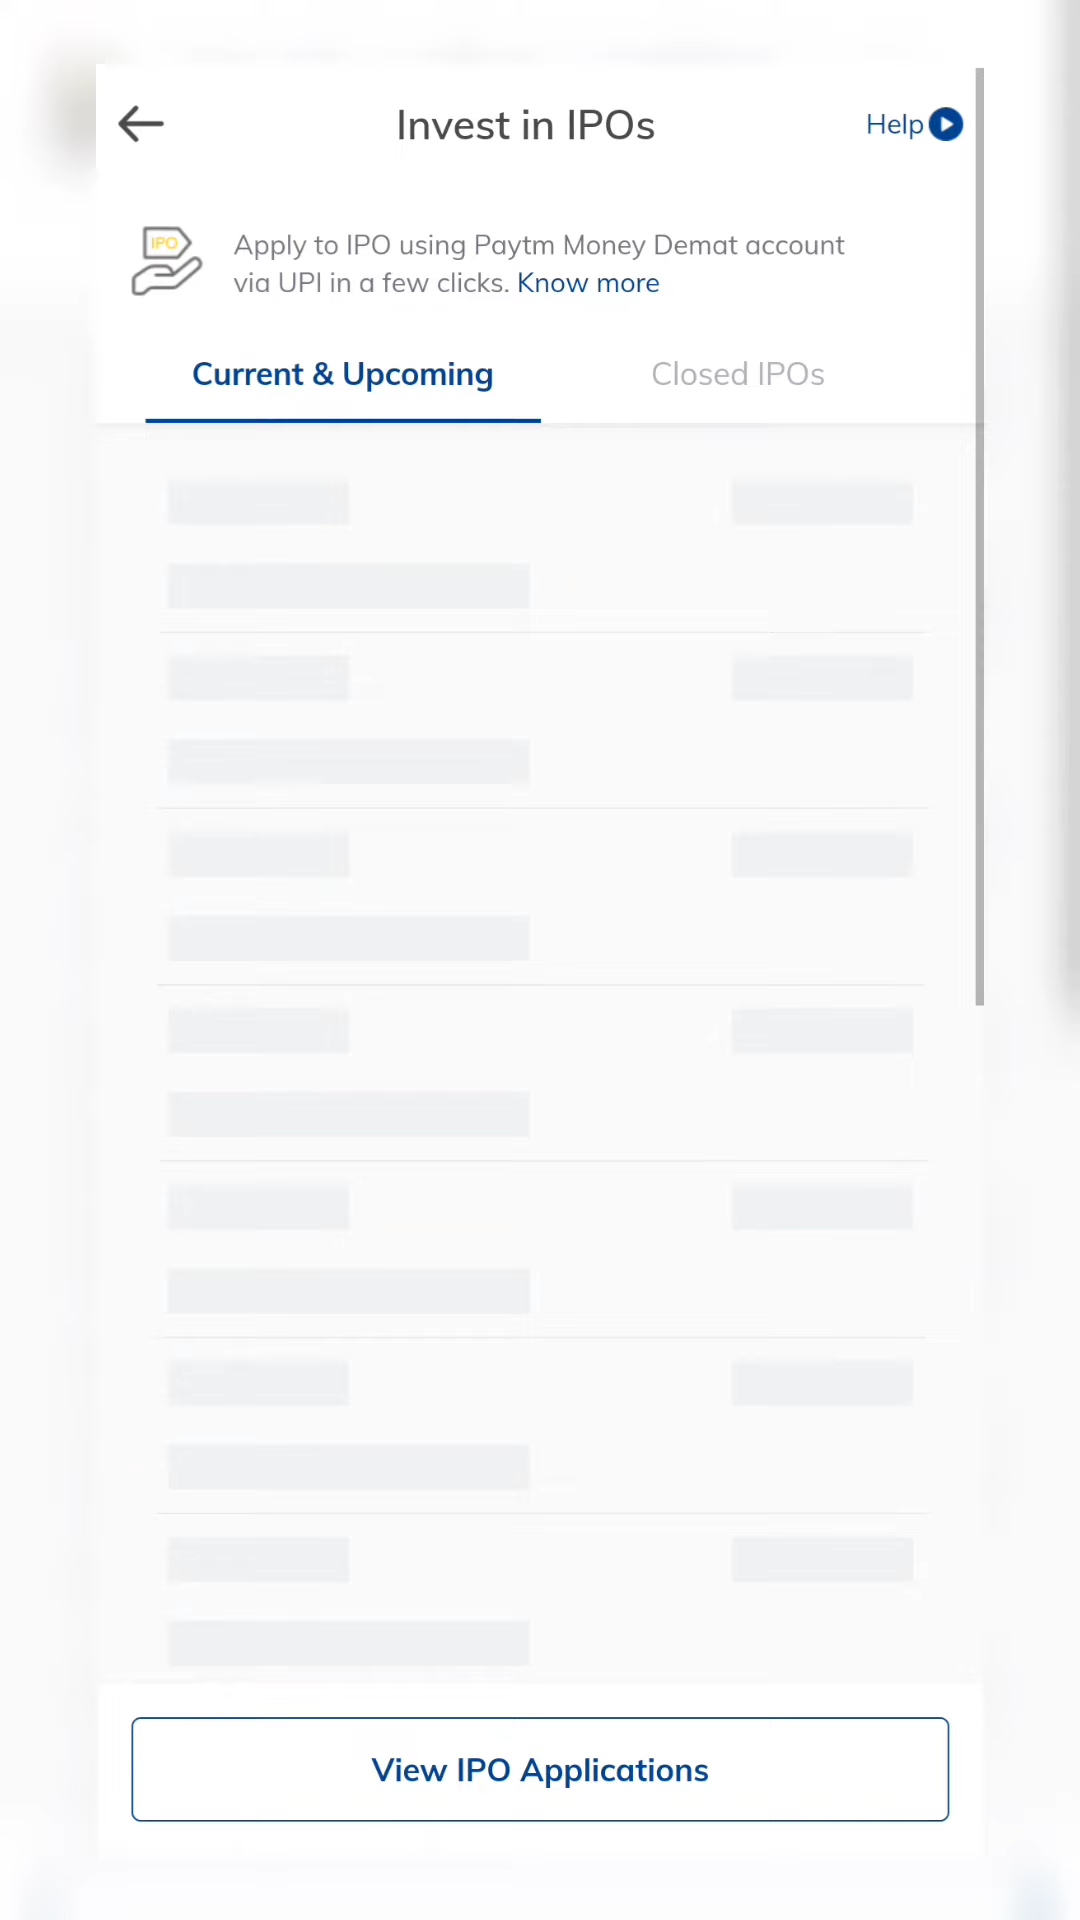 Invest in IPOs
Help
IPO
Apply to IPO using Paytm Money Demat account
via UPI in a few clicks. Know more
Current & Upcoming
Closed IPOs
View IPO Applications